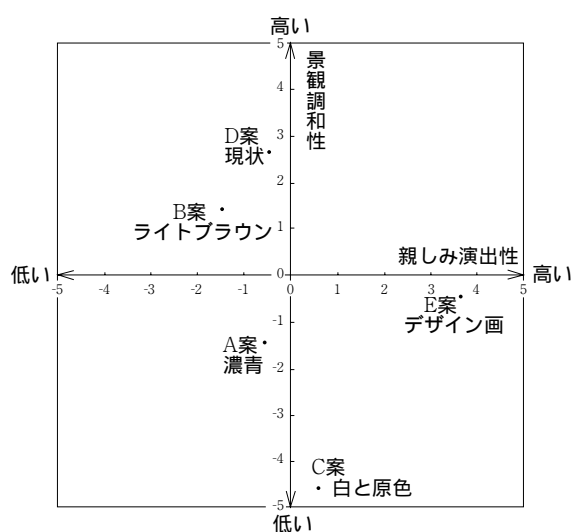 高い
5
景観調和性
4
D案
現状
3
2
B案
ライトブラウン
1
親しみ演出性
低い
0
高い
-5 -4 -3 -2 -1 0 1 2 3 4 5
E案
デザイン画
-1
A案
濃青
-2
-3
-4
C案
白と原色
-5
低い